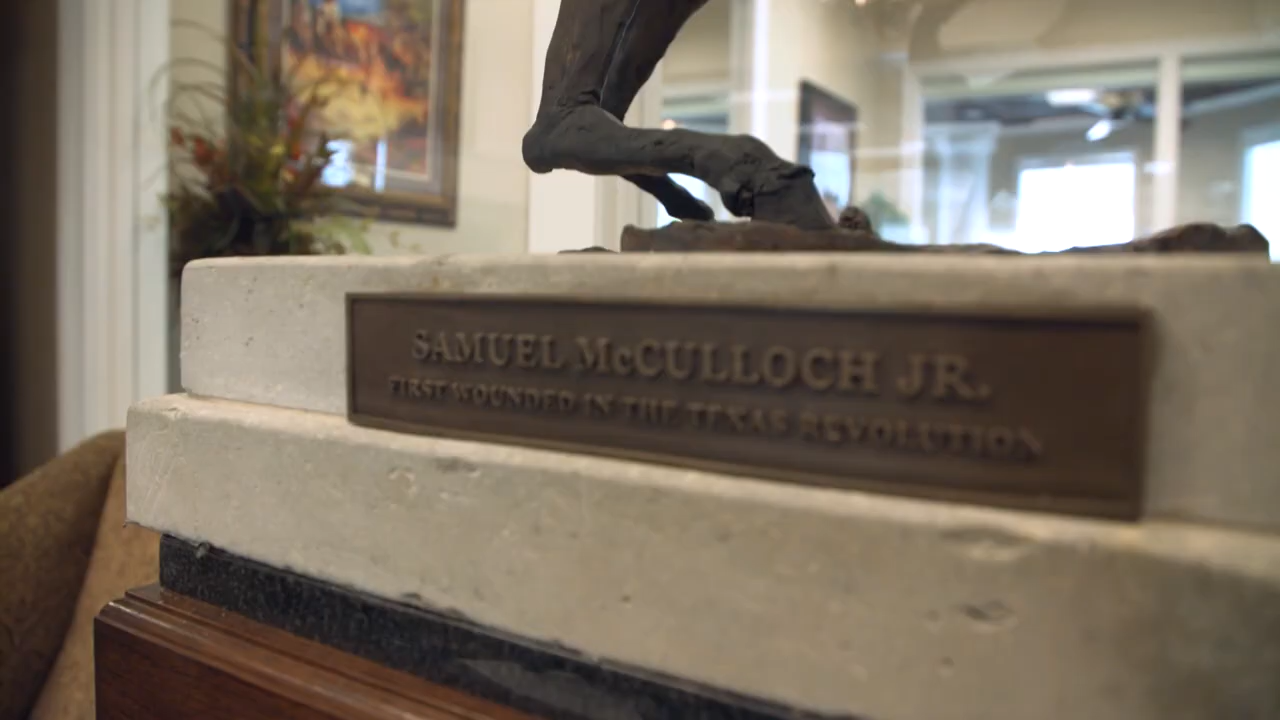 SAMUEL McCULLOCH JR.
FIRST WOUNDED IN THE TEXAS REVOLUTION